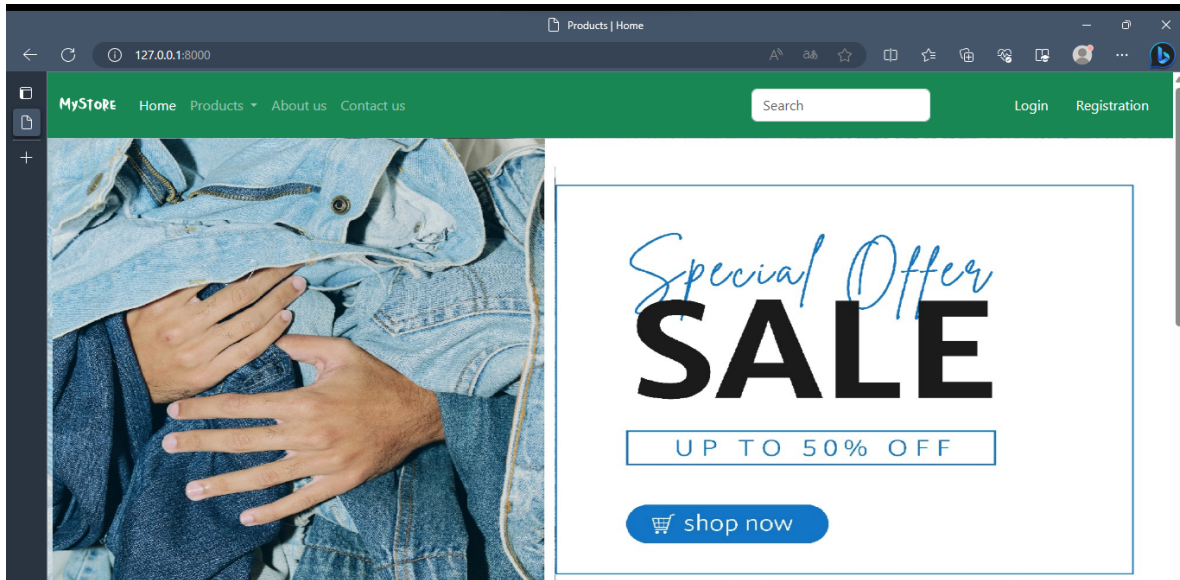 Products | Home
127.0.0.1:8000
MyStore Home Products About us Contact us Search Login Registration
Special Offer
SALE
UP TO 50% OFF
shop now